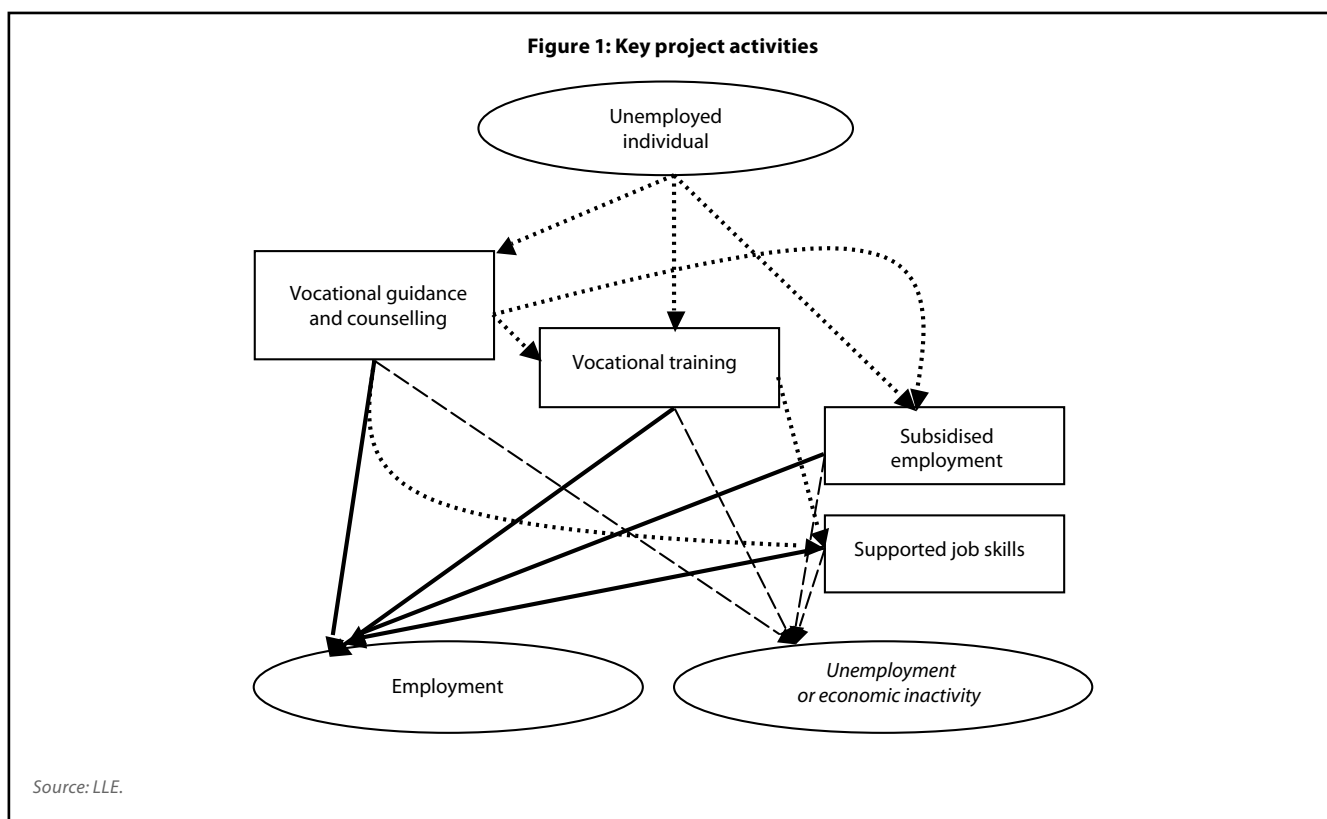 Figure 1: Key project activities
Unemployed
individual
Vocational guidance
and counselling
Vocational training
Subsidised
employment
Supported job skills
Employment
Unemployment
or economic inactivity
Source: LLE.